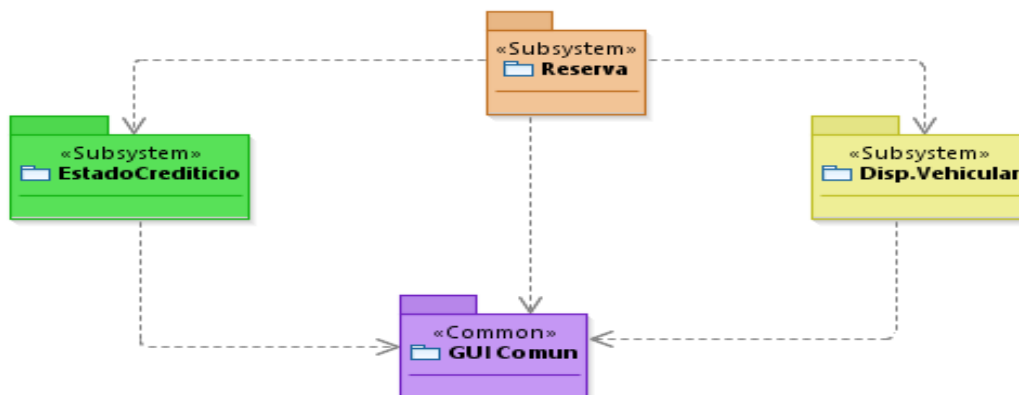 «Subsystem»
Reserva
«Subsystem»
EstadoCrediticio
«Subsystem»
Disp.Vehicular
«Common»
GUI Comun